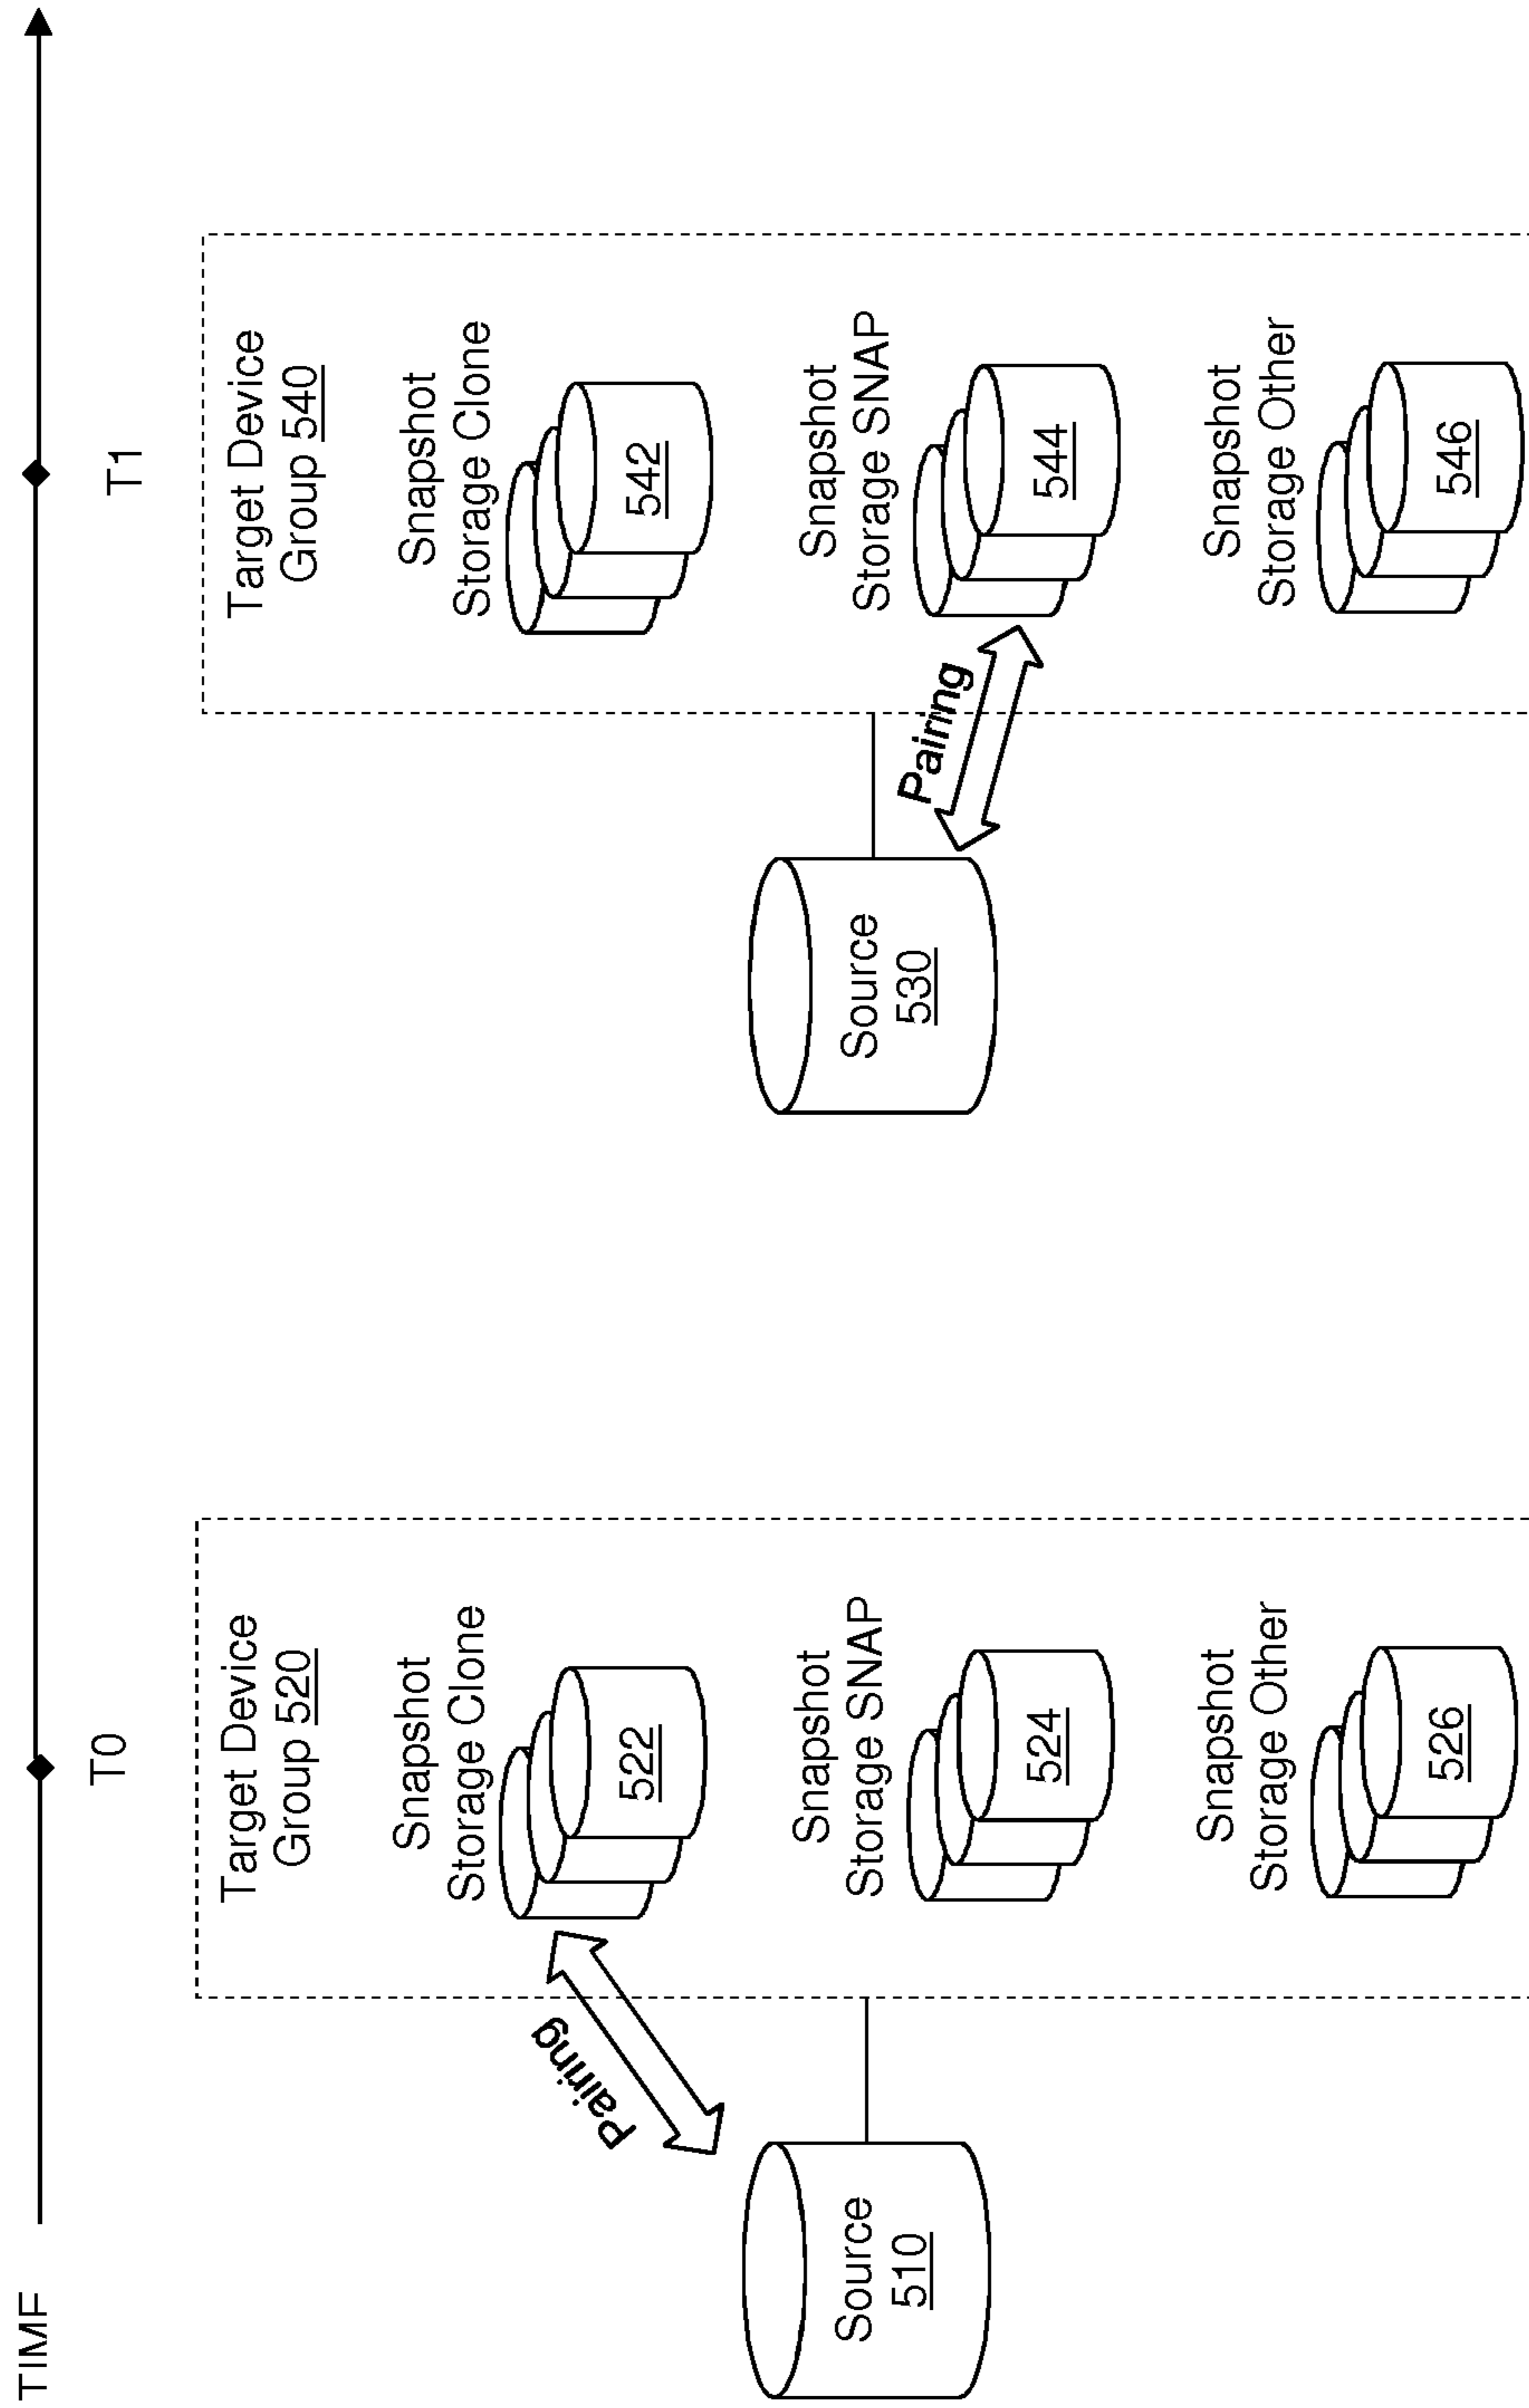 TIME
T0
T1
Target Device
Group 520
Snapshot
Storage Clone
522
Pairing
Snapshot
Storage SNAP
524
Source
510
Snapshot
Storage Other
526
Target Device
Group 540
Snapshot
Storage Clone
542
Snapshot
Storage SNAP
544
Pairing
Source
530
Snapshot
Storage Other
546